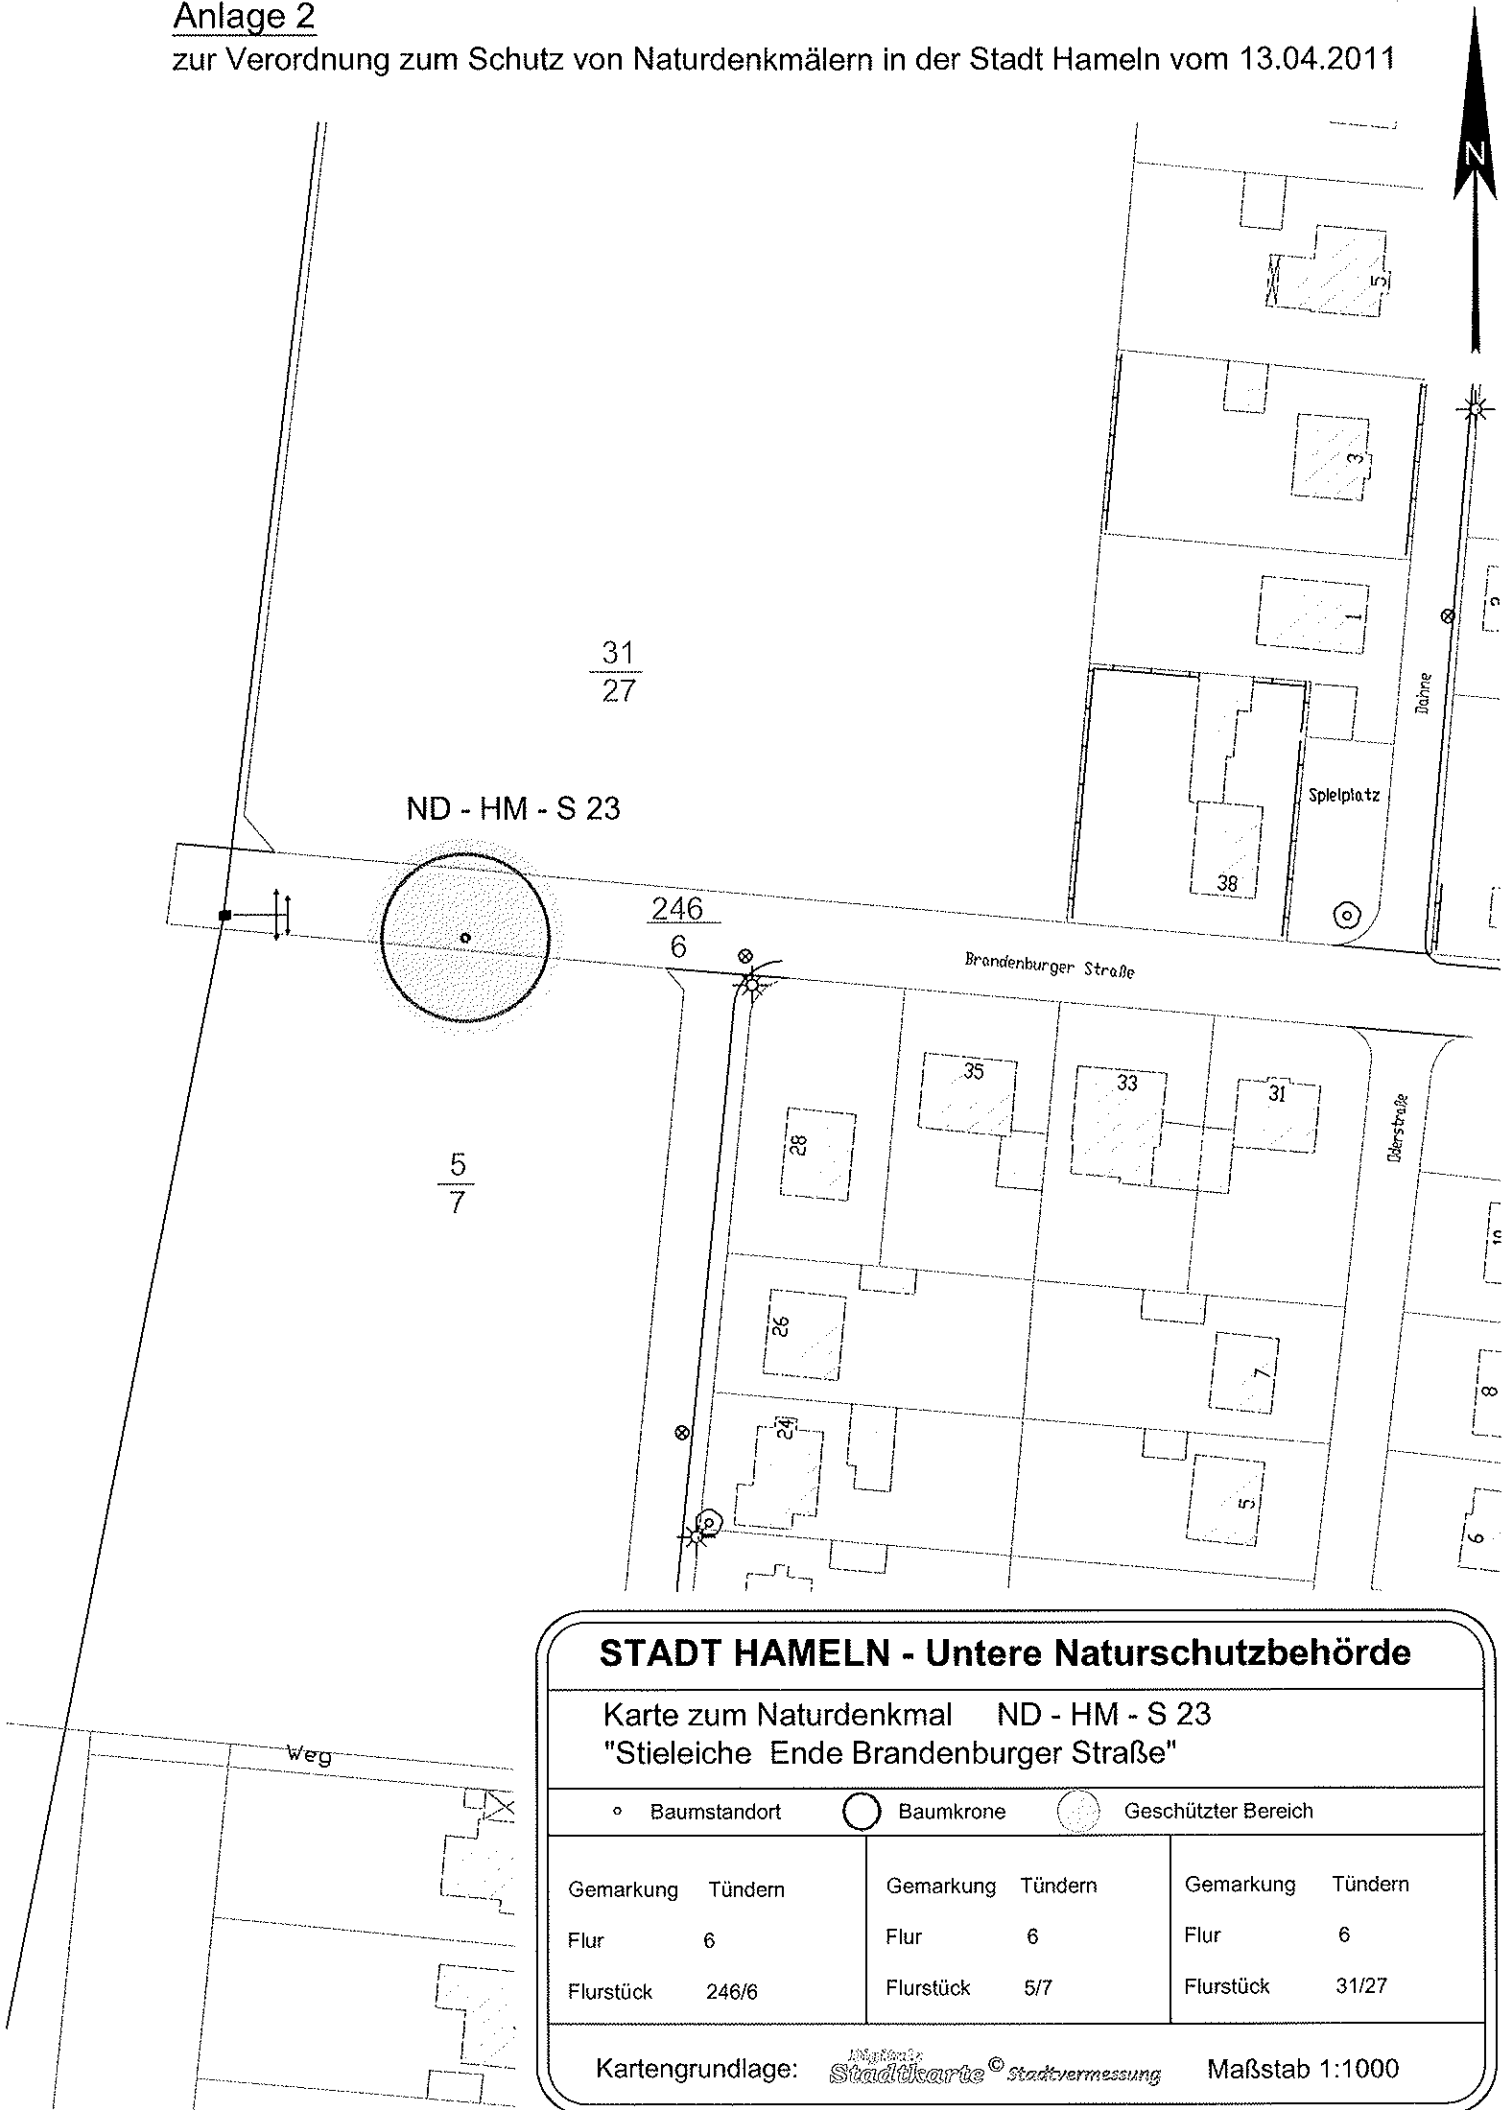 Anlage 2
zur Verordnung zum Schutz von Naturdenkmälern in der Stadt Hameln vom 13.04.2011
N
5
3
1
31
27
Spielplatz
ND - HM - S 23
38
246
6
Brandenburger Straße
35
33
31
28
Oderstraße
5
7
10
26
7
8
24
5
6
Weg
STADT HAMELN - Untere Naturschutzbehörde
Karte zum Naturdenkmal ND - HM - S 23
"Stieleiche Ende Brandenburger Straße"
Baumstandort Baumkrone Geschützter Bereich
Gemarkung Tündern Gemarkung Tündern Gemarkung Tündern
Flur 6 Flur 6 Flur 6
Flurstück 246/6 Flurstück 5/7 Flurstück 31/27
Kartengrundlage: Digitale Stadtkarte © Stadtvermessung Maßstab 1:1000